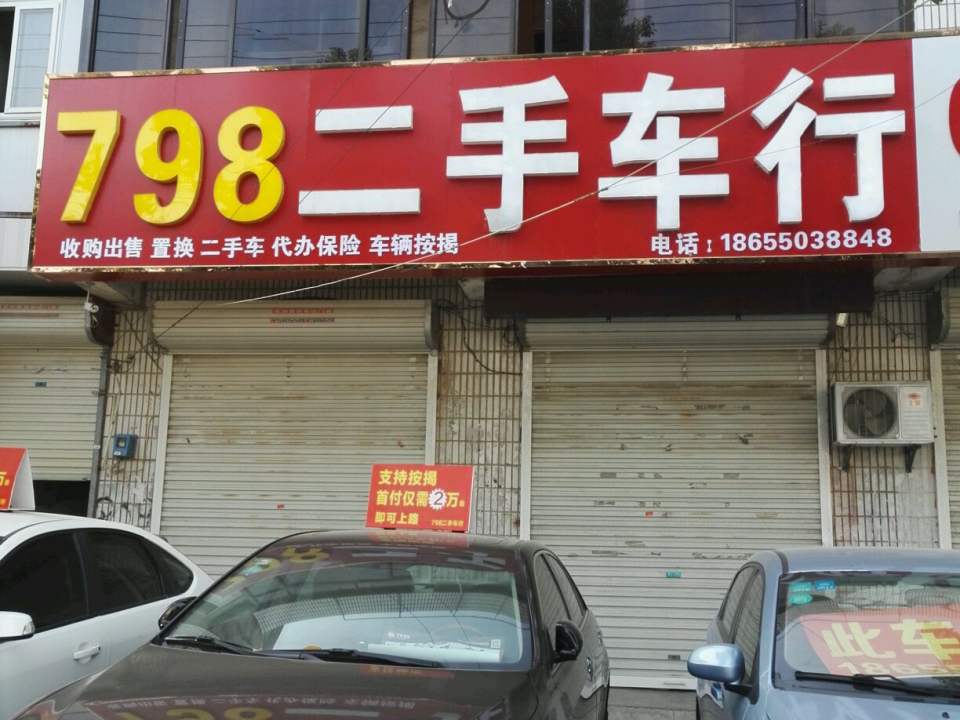 798二手车行
收购出售 置换 二手车 代办保险 车辆按揭
电话：18655038848
支持按揭
首付仅需2万
即可上路
798二手车行
万
此车